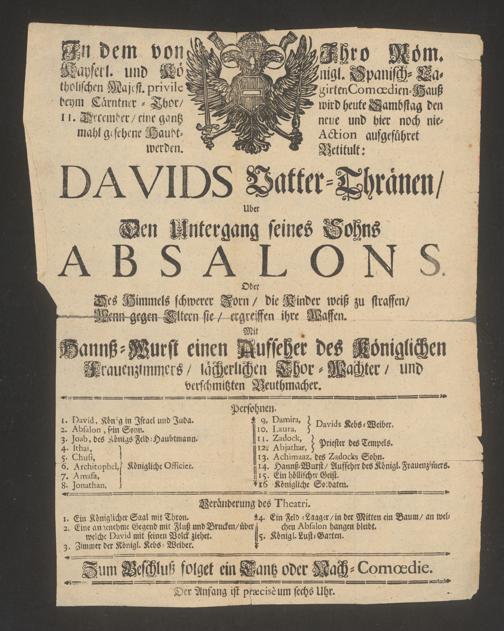 In dem von Ihro Röm.
Kayserl. und Kö nigl. Spanisch-Ca-
tholischen Majest. privile girten Comœdien-Hauß
beym Cärntner-Thor/ wird heute Sambstag den
11. December/ eine gantz neue und hier noch nie-
mahl gesehene Haubt- Action aufgeführet
werden. Betitult:
DAVIDS Vatter-Thränen/
Uber
Den Untergang seines Sohns
ABSALONS.
Oder
Des Himmels schwerer Zorn/ die Kinder weiß zu straffen/
Wenn gegen Eltern sie/ ergreiffen ihre Waffen.
Mit
Hannß-Wurst einen Auffseher des Königlichen
Frauenzimmers/ lächerlichen Thor-Wachter/ und
verschmitzten Beuthmacher.
Persohnen.
1. David, König in Israel und Juda.
2. Absalon, sein Sohn.
3. Joab, des Königs Feld-Haubtmann.
4. Ithai,
5. Chusi,
6. Architophel, Königliche Officier.
7. Amasa,
8. Jonathan,
9. Damira, Davids Kebs-Weiber.
10. Laura,
11. Zadock, Priester des Tempels.
12. Abjathar,
13. Achimaaz, des Zadocks Sohn.
14. Hannß-Wurst/ Auffseher des Königl. Frauenzimers.
15. Ein höllischer Geist.
16 Königliche Soldaten.
Veränderung des Theatri.
1. Ein Königlicher Saal mit Thron.
2. Eine angenehme Gegend mit Fluß und Brucken/ über
welche David mit seinen Volck ziehet.
3. Zimmer der Königl. Kebs-Weiber.
4. Ein Feld-Lager/ in der Mitten ein Baum/ an wel-
chen Absalon hangen bleibt.
5. Königl. Lust-Garten.
Zum Beschluß folget ein Tantz oder Nach-Comœdie.
Der Anfang ist præcisè um sechs Uhr.